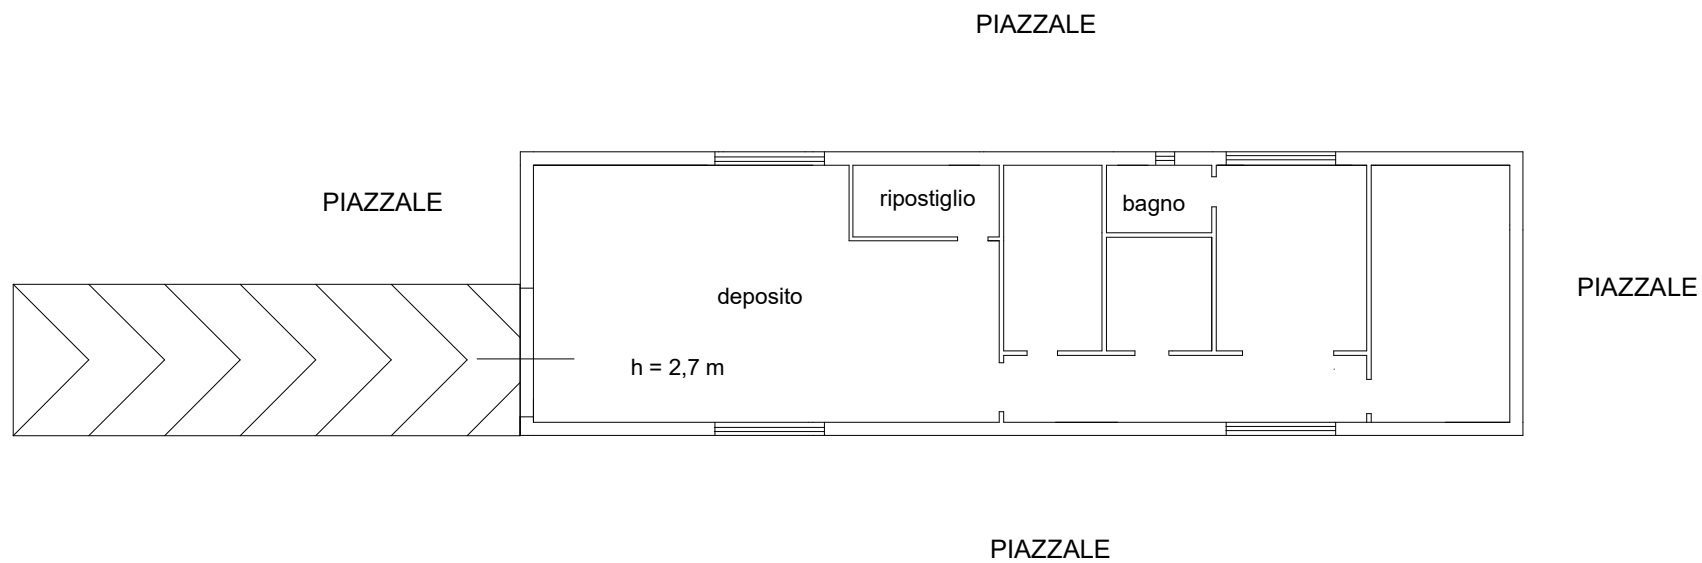 PIAZZALE
PIAZZALE
ripostiglio
bagno
PIAZZALE
deposito
h = 2,7 m
PIAZZALE